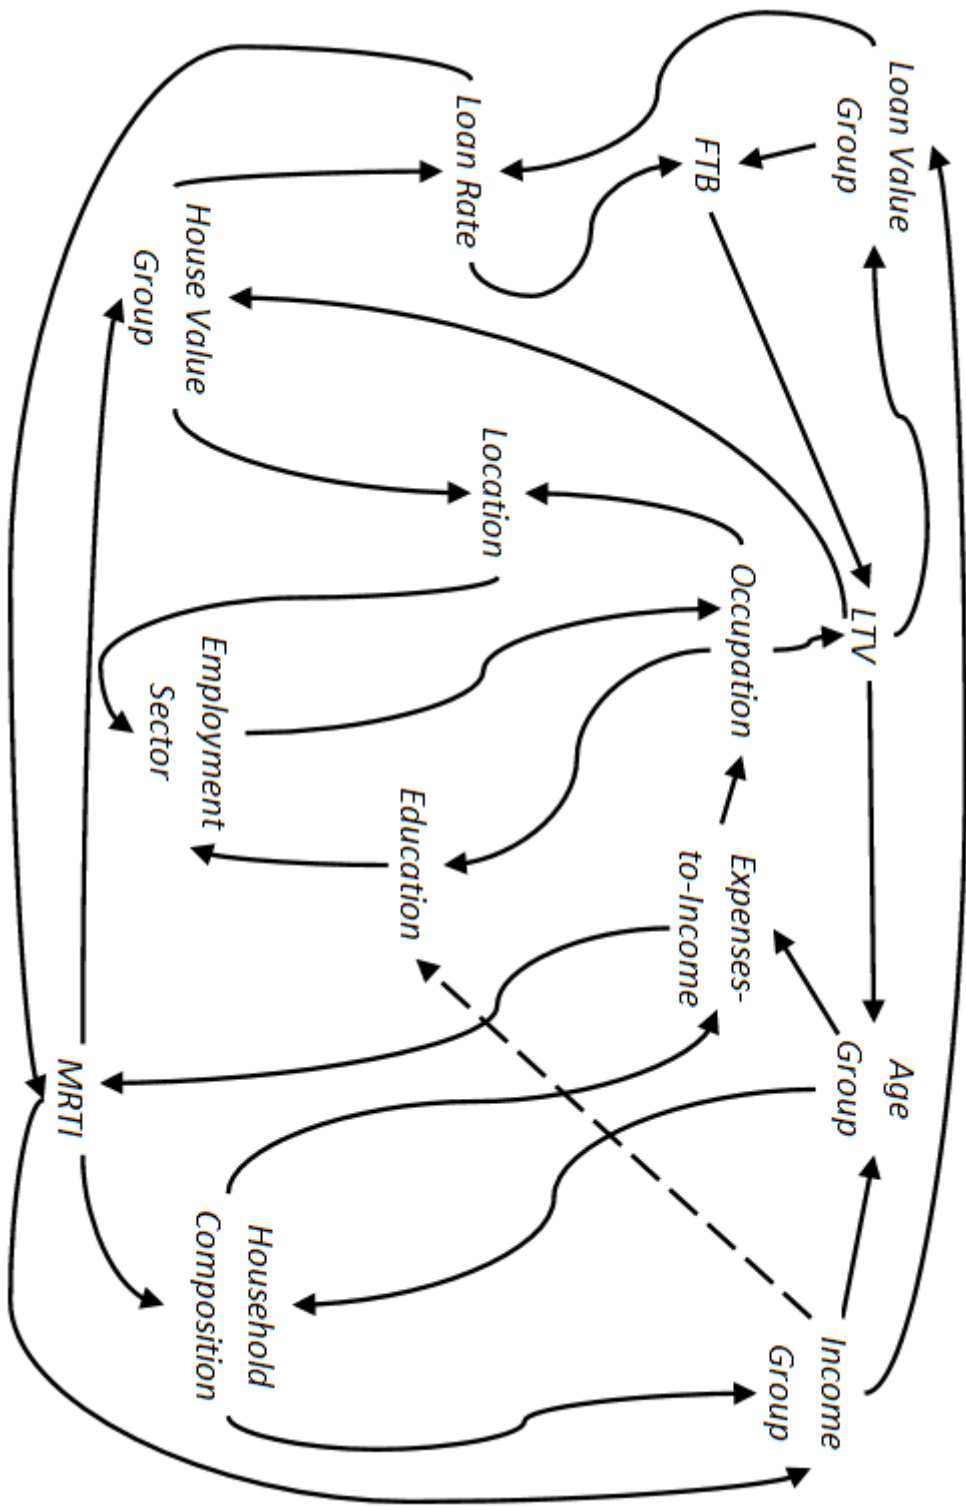 Loan Value
Group
FTB
Loan Rate
House Value
Group
LTV
Occupation
Location
Employment
Sector
Age
Group
Expenses-
to-Income
Education
MRTI
Income
Group
Household
Composition